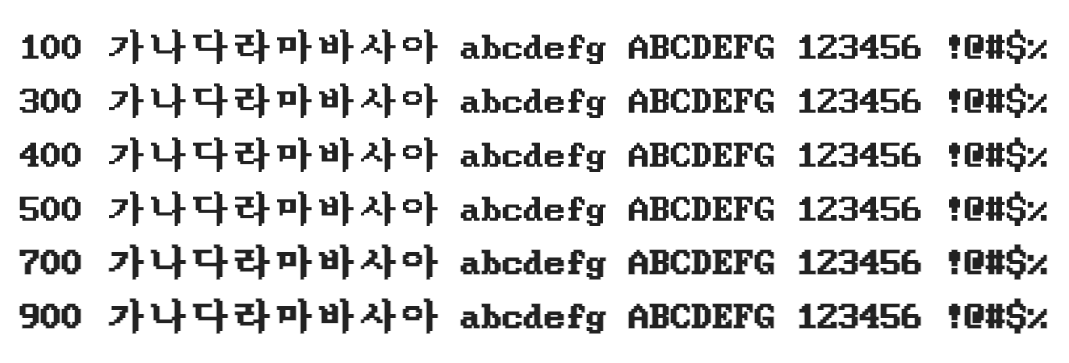 100 가나다라마바사아 abcdefg ABCDEFG 123456 !@#$%
300 가나다라마바사아 abcdefg ABCDEFG 123456 !@#$%
400 가나다라마바사아 abcdefg ABCDEFG 123456 !@#$%
500 가나다라마바사아 abcdefg ABCDEFG 123456 !@#$%
700 가나다라마바사아 abcdefg ABCDEFG 123456 !@#$%
900 가나다라마바사아 abcdefg ABCDEFG 123456 !@#$%